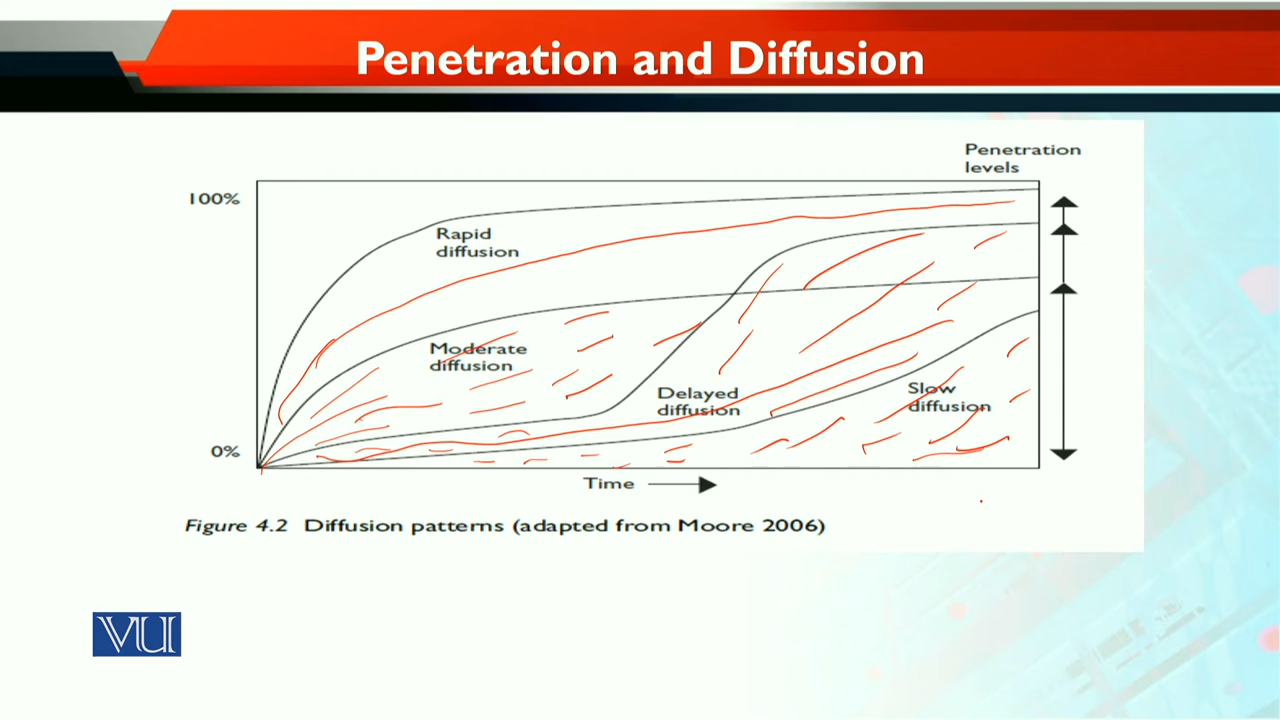 Penetration and Diffusion
Penetration
levels
100%
Rapid
diffusion
Moderate
diffusion
Delayed
diffusion
Slow
diffusion
0%
Time
Figure 4.2 Diffusion patterns (adapted from Moore 2006)
VU